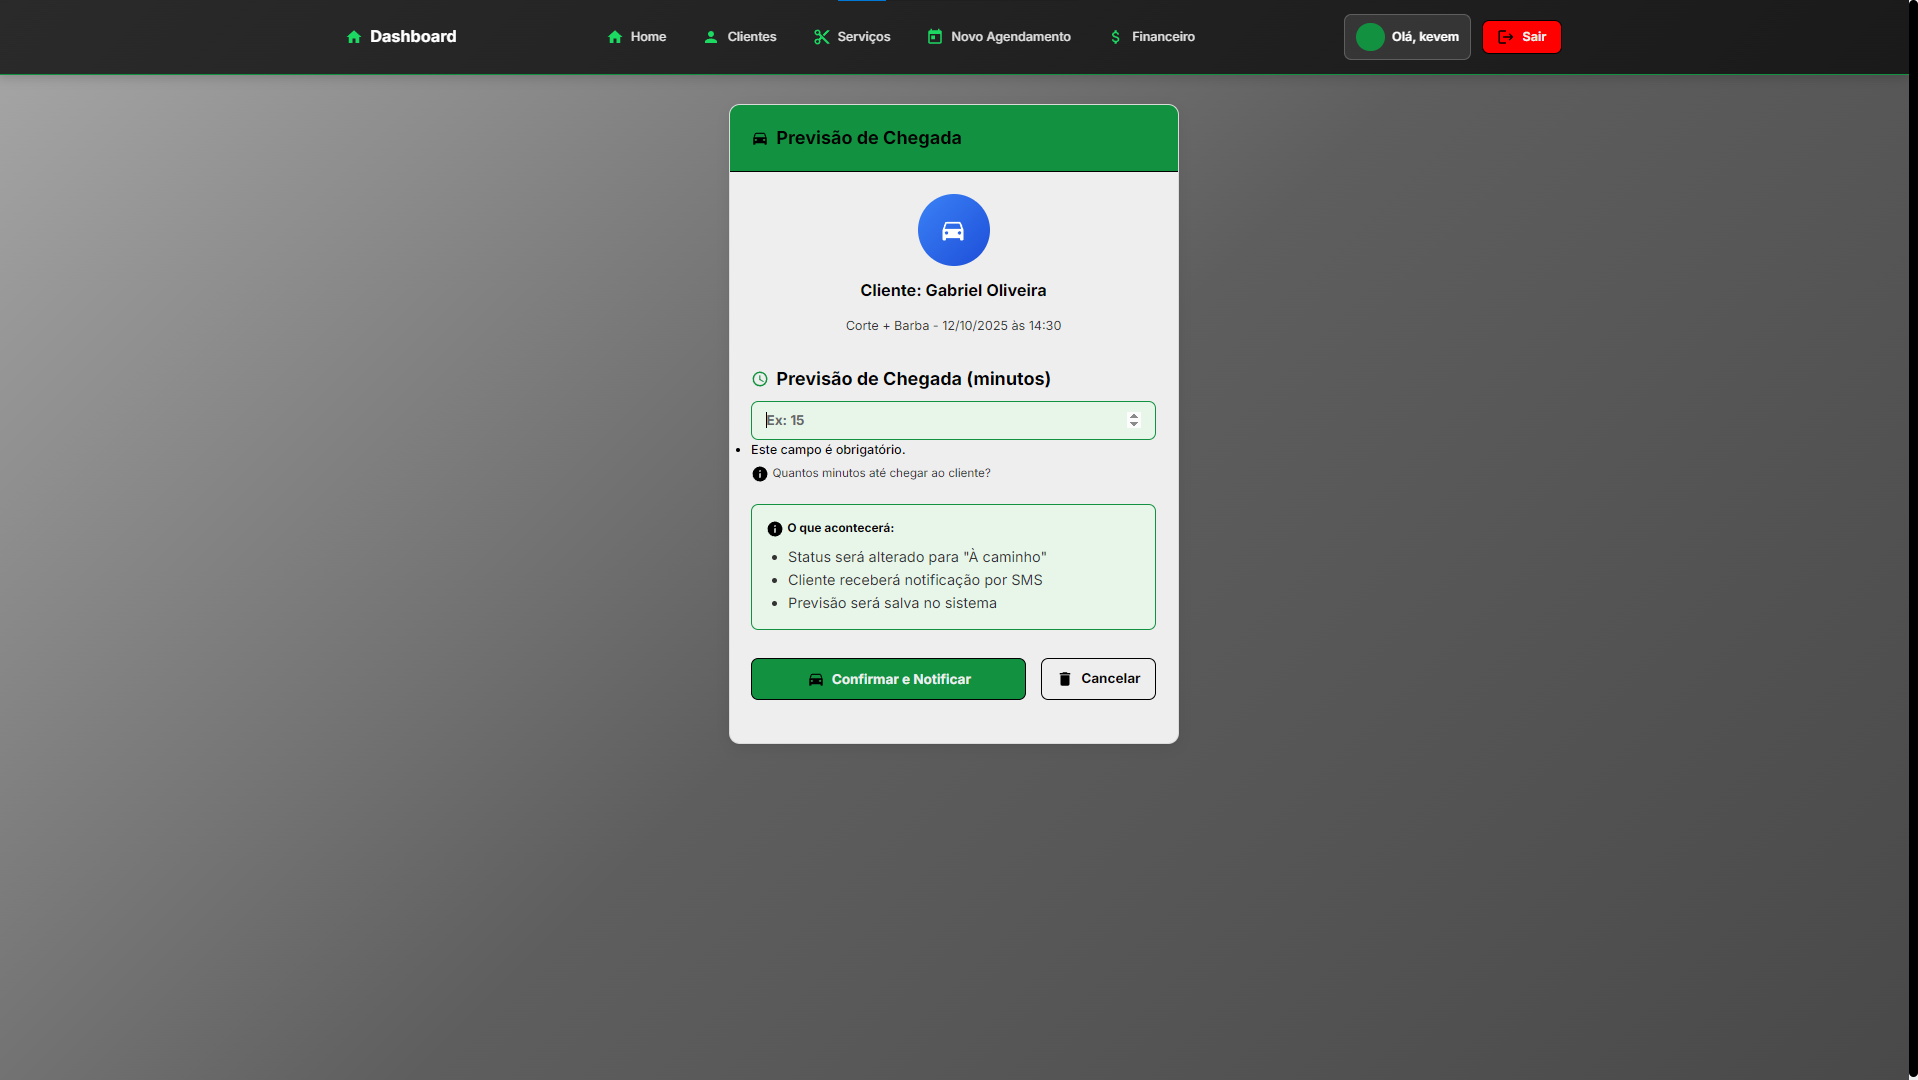 Dashboard
Home
Clientes
Serviços
Novo Agendamento
Financeiro
Olá, kevem
Sair
Previsão de Chegada
Cliente: Gabriel Oliveira
Corte + Barba - 12/10/2025 às 14:30
Previsão de Chegada (minutos)
Ex: 15
Este campo é obrigatório.
Quantos minutos até chegar ao cliente?
O que acontecerá:
Status será alterado para "À caminho"
Cliente receberá notificação por SMS
Previsão será salva no sistema
Confirmar e Notificar
Cancelar